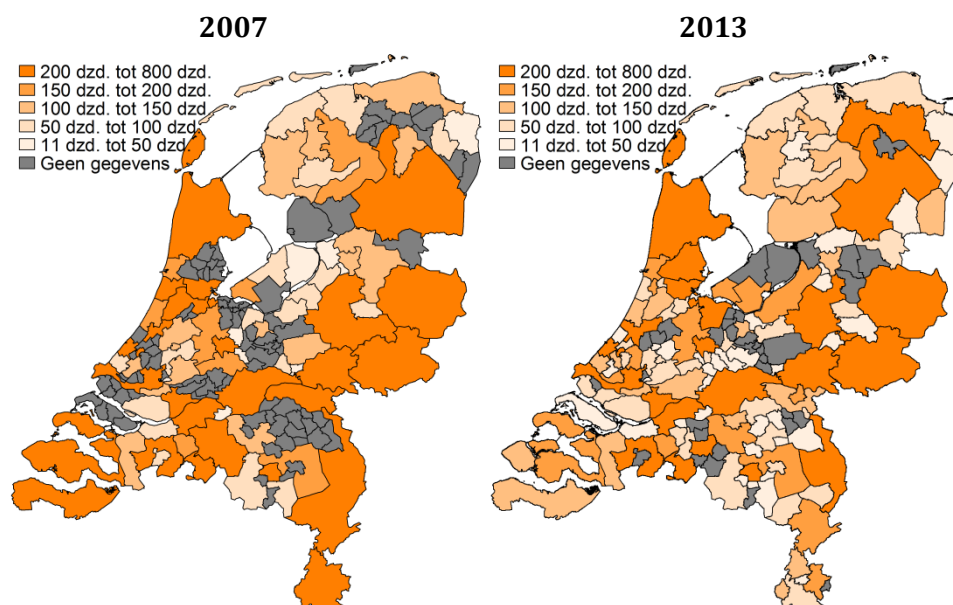 2007
200 dzd. tot 800 dzd.
150 dzd. tot 200 dzd.
100 dzd. tot 150 dzd.
50 dzd. tot 100 dzd.
11 dzd. tot 50 dzd.
Geen gegevens
2013
200 dzd. tot 800 dzd.
150 dzd. tot 200 dzd.
100 dzd. tot 150 dzd.
50 dzd. tot 100 dzd.
11 dzd. tot 50 dzd.
Geen gegevens